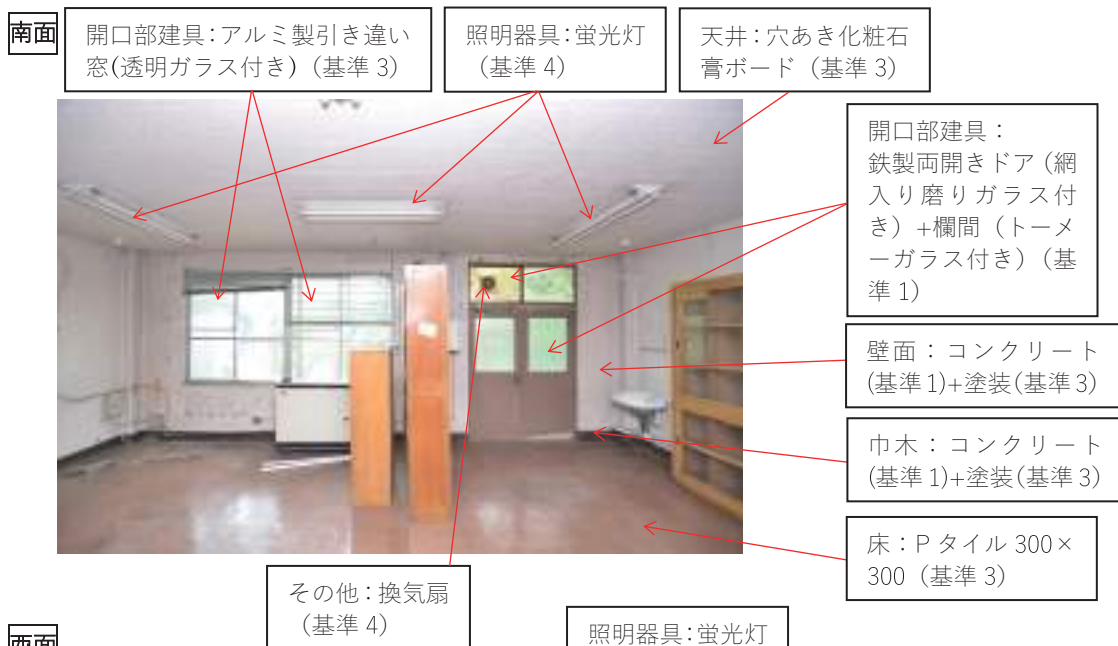 南面
開口部建具：アルミ製引き違い
窓(透明ガラス付き)（基準 3）
照明器具：蛍光灯
（基準 4）
天井：穴あき化粧石
膏ボード（基準 3）
開口部建具：
鉄製両開きドア（網
入り磨りガラス付
き）+欄間（トーメ
ーガラス付き）（基
準 1）
壁面：コンクリート
(基準 1)+塗装(基準 3)
巾木：コンクリート
(基準 1)+塗装(基準 3)
床：P タイル 300×
300（基準 3）
その他：換気扇
（基準 4）
西面
照明器具：蛍光灯